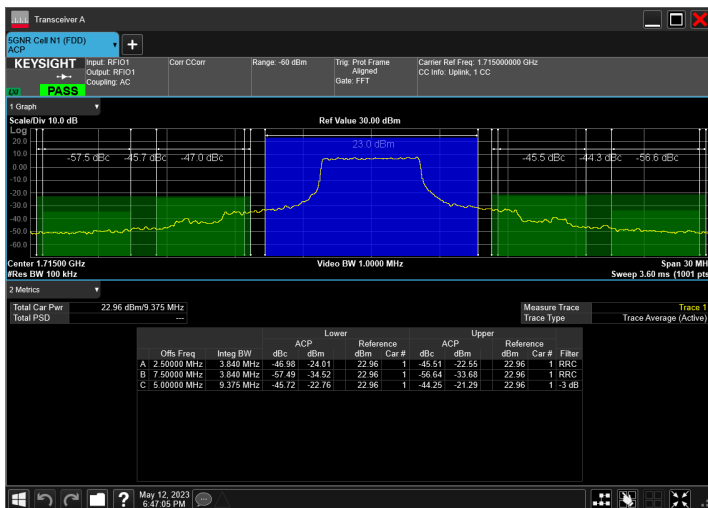 Transceiver A
5GNR Cell N1 (FDD)
ACP
KEYSIGHT
LXI
PASS
Input: RFIO1
Output: RFIO1
Coupling: AC
Corr CCorr
Range: -60 dBm
Trig: Prot Frame
Aligned
Gate: FFT
Carrier Ref Freq: 1.715000000 GHz
CC Info: Uplink, 1 CC
1 Graph
Scale/Div 10.0 dB Ref Value 30.00 dBm
Log
20.0
10.0
0.00
-10.0
-20.0
-30.0
-40.0
-50.0
-60.0
-57.5 dBc -45.7 dBc -47.0 dBc 23.0 dBm -45.5 dBc -44.3 dBc -56.6 dBc
Center 1.71500 GHz Video BW 1.0000 MHz Span 30 MH
#Res BW 100 kHz Sweep 3.60 ms (1001 pts
2 Metrics
Total Car Pwr 22.96 dBm/9.375 MHz Measure Trace Trace 1
Total PSD --- Trace Type Trace Average (Active)
Lower Upper
ACP Reference ACP Reference
Offs Freq Integ BW dBc dBm dBm Car # dBc dBm dBm Car # Filter
A 2.50000 MHz 3.840 MHz -46.98 -24.01 22.96 1 -45.51 -22.55 22.96 1 RRC
B 7.50000 MHz 3.840 MHz -57.49 -34.52 22.96 1 -56.64 -33.68 22.96 1 RRC
C 5.00000 MHz 9.375 MHz -45.72 -22.76 22.96 1 -44.25 -21.29 22.96 1 -3 dB
?
May 12, 2023
6:47:05 PM